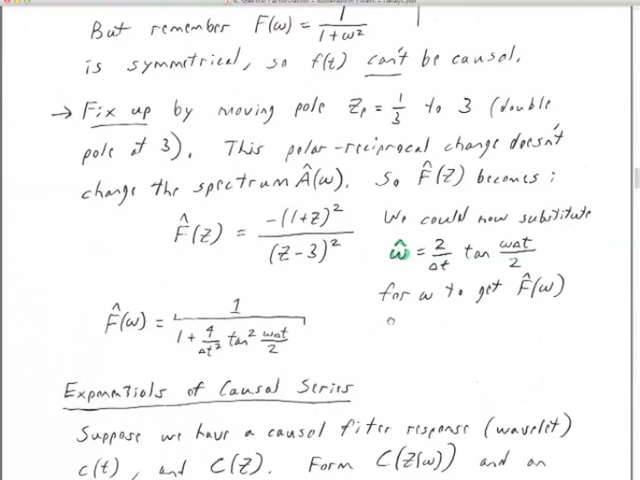 But remember F(ω) = 1/(1+ω²)
is symmetrical, so f(t) can't be causal.
→ Fix up by moving pole Zₚ = 1/3 to 3 (double
pole at 3). This polar-reciprocal change doesn't
change the spectrum Â(ω). So F̂(Z) becomes:
F̂(Z) = -(1+Z)²/(Z-3)²
We could now substitute
ω̂ = 2/Δt tan ωΔt/2
for ω to get F̂(ω)
F̂(ω) = 1/(1 + 4/Δt² tan² ωΔt/2)
Exponentials of Causal Series
Suppose we have a causal filter response (wavelet)
c(t), and C(Z). Form C(Z(ω)) and an